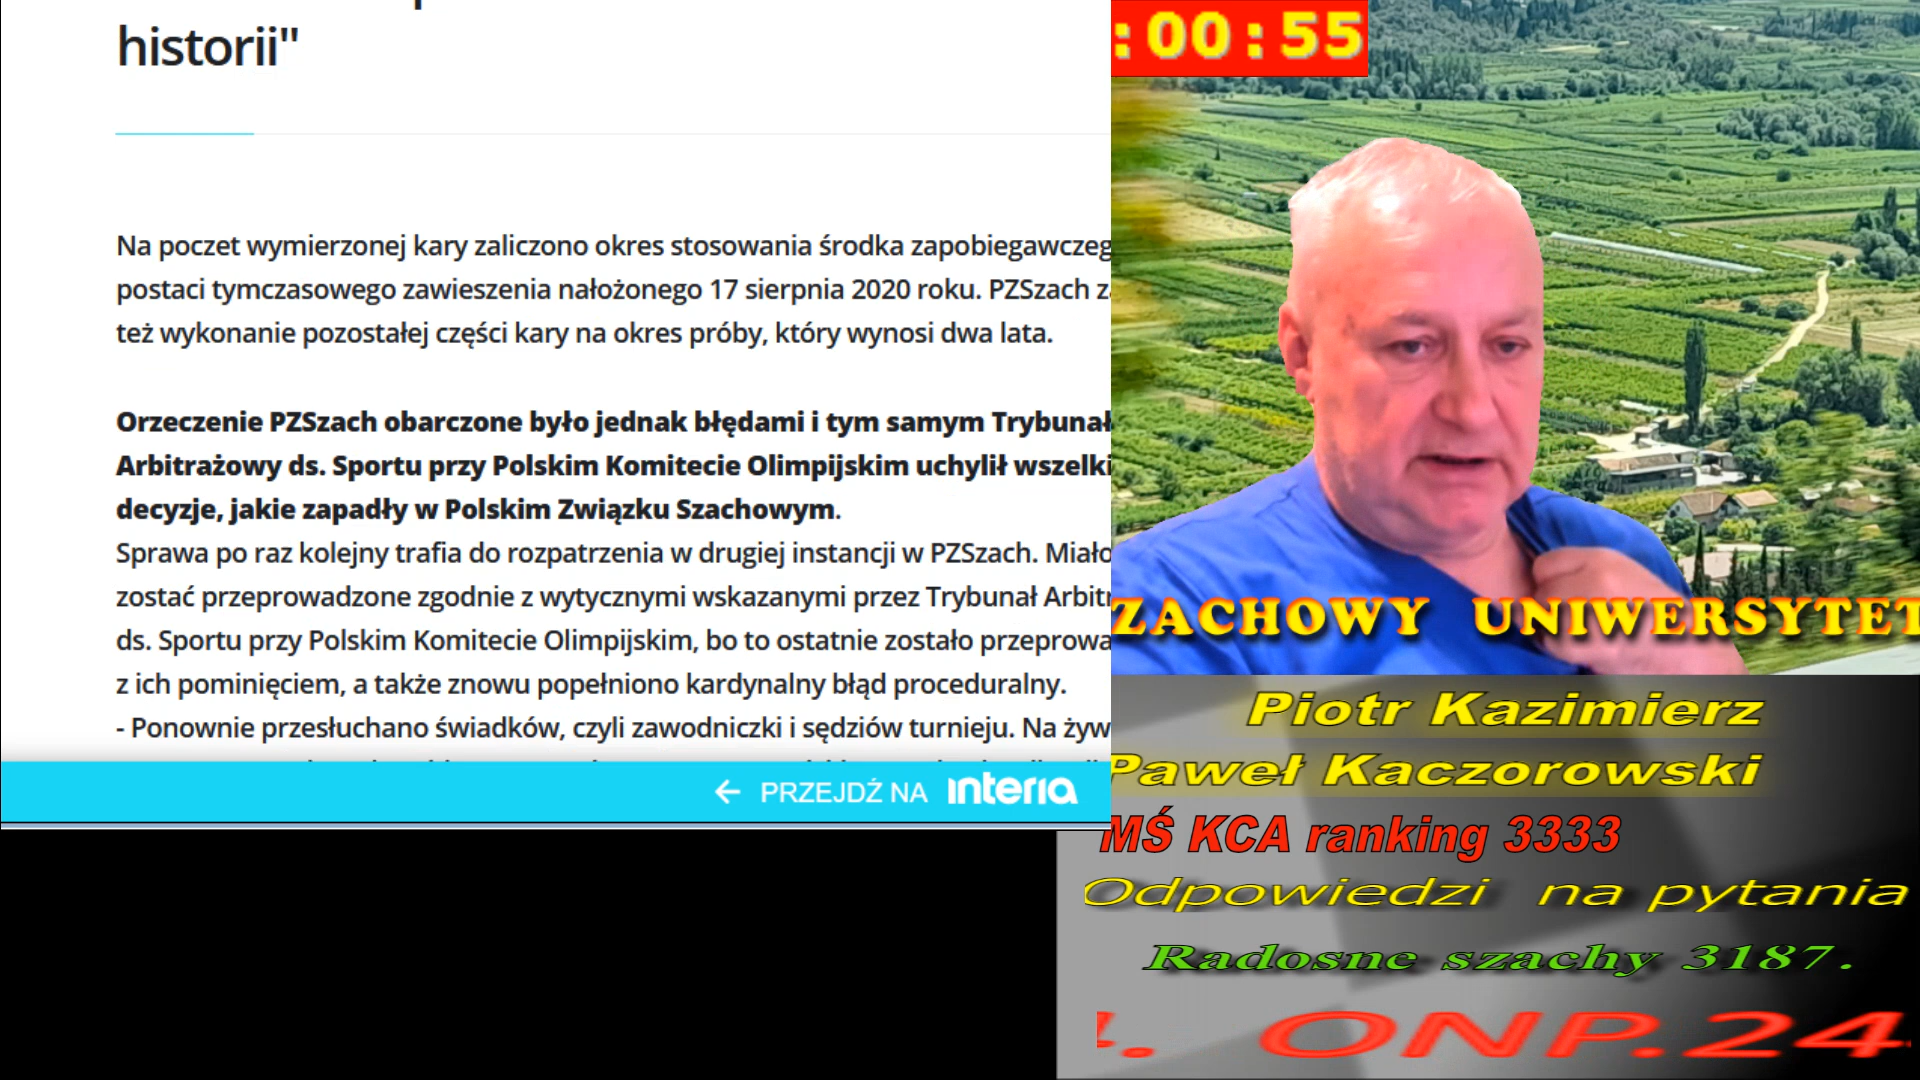 historii"
Na poczet wymierzonej kary zaliczono okres stosowania środka zapobiegawczeg
postaci tymczasowego zawieszenia nałożonego 17 sierpnia 2020 roku. PZSzach z
też wykonanie pozostałej części kary na okres próby, który wynosi dwa lata.
Orzeczenie PZSzach obarczone było jednak błędami i tym samym Trybunał
Arbitrażowy ds. Sportu przy Polskim Komitecie Olimpijskim uchylił wszelki
decyzje, jakie zapadły w Polskim Związku Szachowym.
Sprawa po raz kolejny trafia do rozpatrzenia w drugiej instancji w PZSzach. Miało
zostać przeprowadzone zgodnie z wytycznymi wskazanymi przez Trybunał Arbitr
ds. Sportu przy Polskim Komitecie Olimpijskim, bo to ostatnie zostało przeprowa
z ich pominięciem, a także znowu popełniono kardynalny błąd proceduralny.
- Ponownie przesłuchano świadków, czyli zawodniczki i sędziów turnieju. Na żyw
← PRZEJDŹ NA interia
:00:55
ZACHOWY UNIWERSYTET
Piotr Kazimierz
Paweł Kaczorowski
MŚ KCA ranking 3333
Odpowiedzi na pytania
Radosne szachy 3187.
. ONP.24